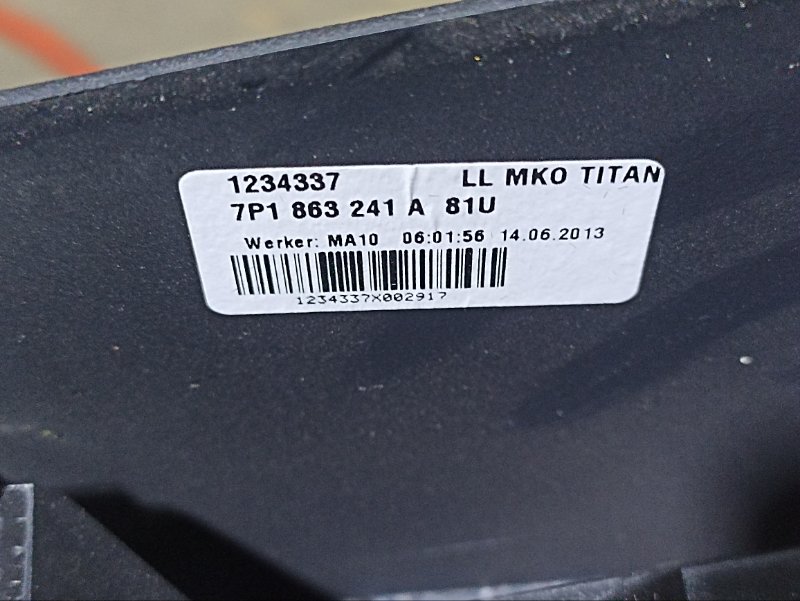 1234337 LL MKO TITAN
7P1 863 241 A 81U
Werker: MA10 06:01:56 14.06.2013
1234337X002917